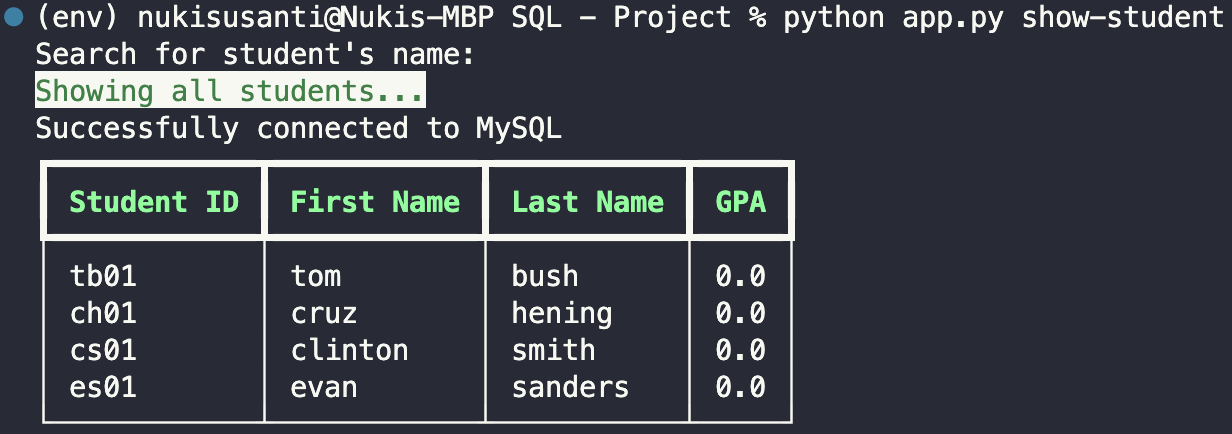 (env) nukisusanti@Nukis-MBP SQL - Project % python app.py show-student
Search for student's name:
Showing all students...
Successfully connected to MySQL
Student ID First Name Last Name GPA
tb01 tom bush 0.0
ch01 cruz hening 0.0
cs01 clinton smith 0.0
es01 evan sanders 0.0